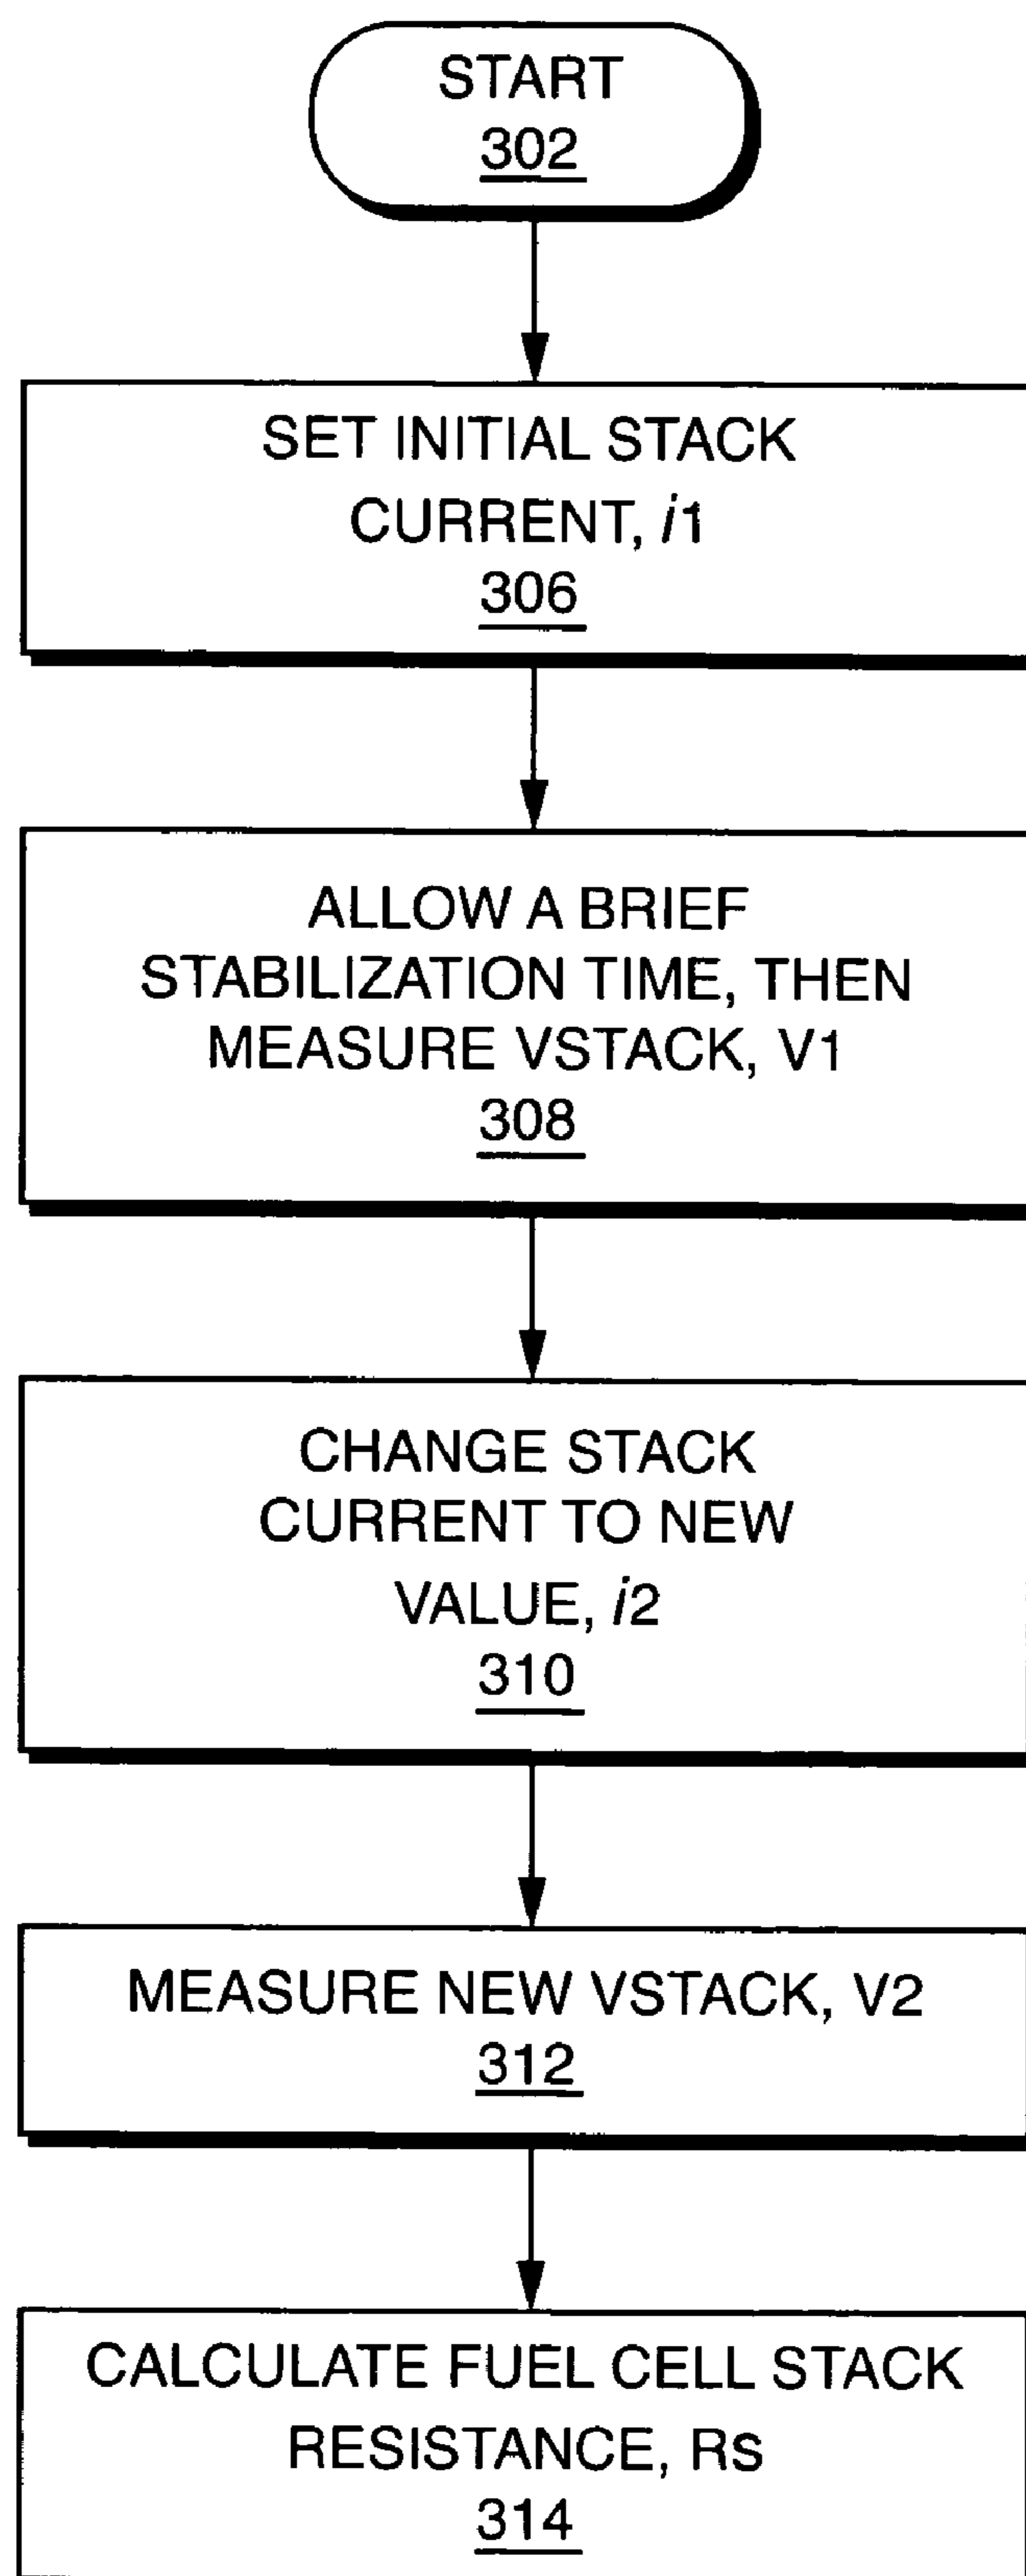 START
302
SET INITIAL STACK
CURRENT, i1
306
ALLOW A BRIEF
STABILIZATION TIME, THEN
MEASURE VSTACK, V1
308
CHANGE STACK
CURRENT TO NEW
VALUE, i2
310
MEASURE NEW VSTACK, V2
312
CALCULATE FUEL CELL STACK
RESISTANCE, Rs
314